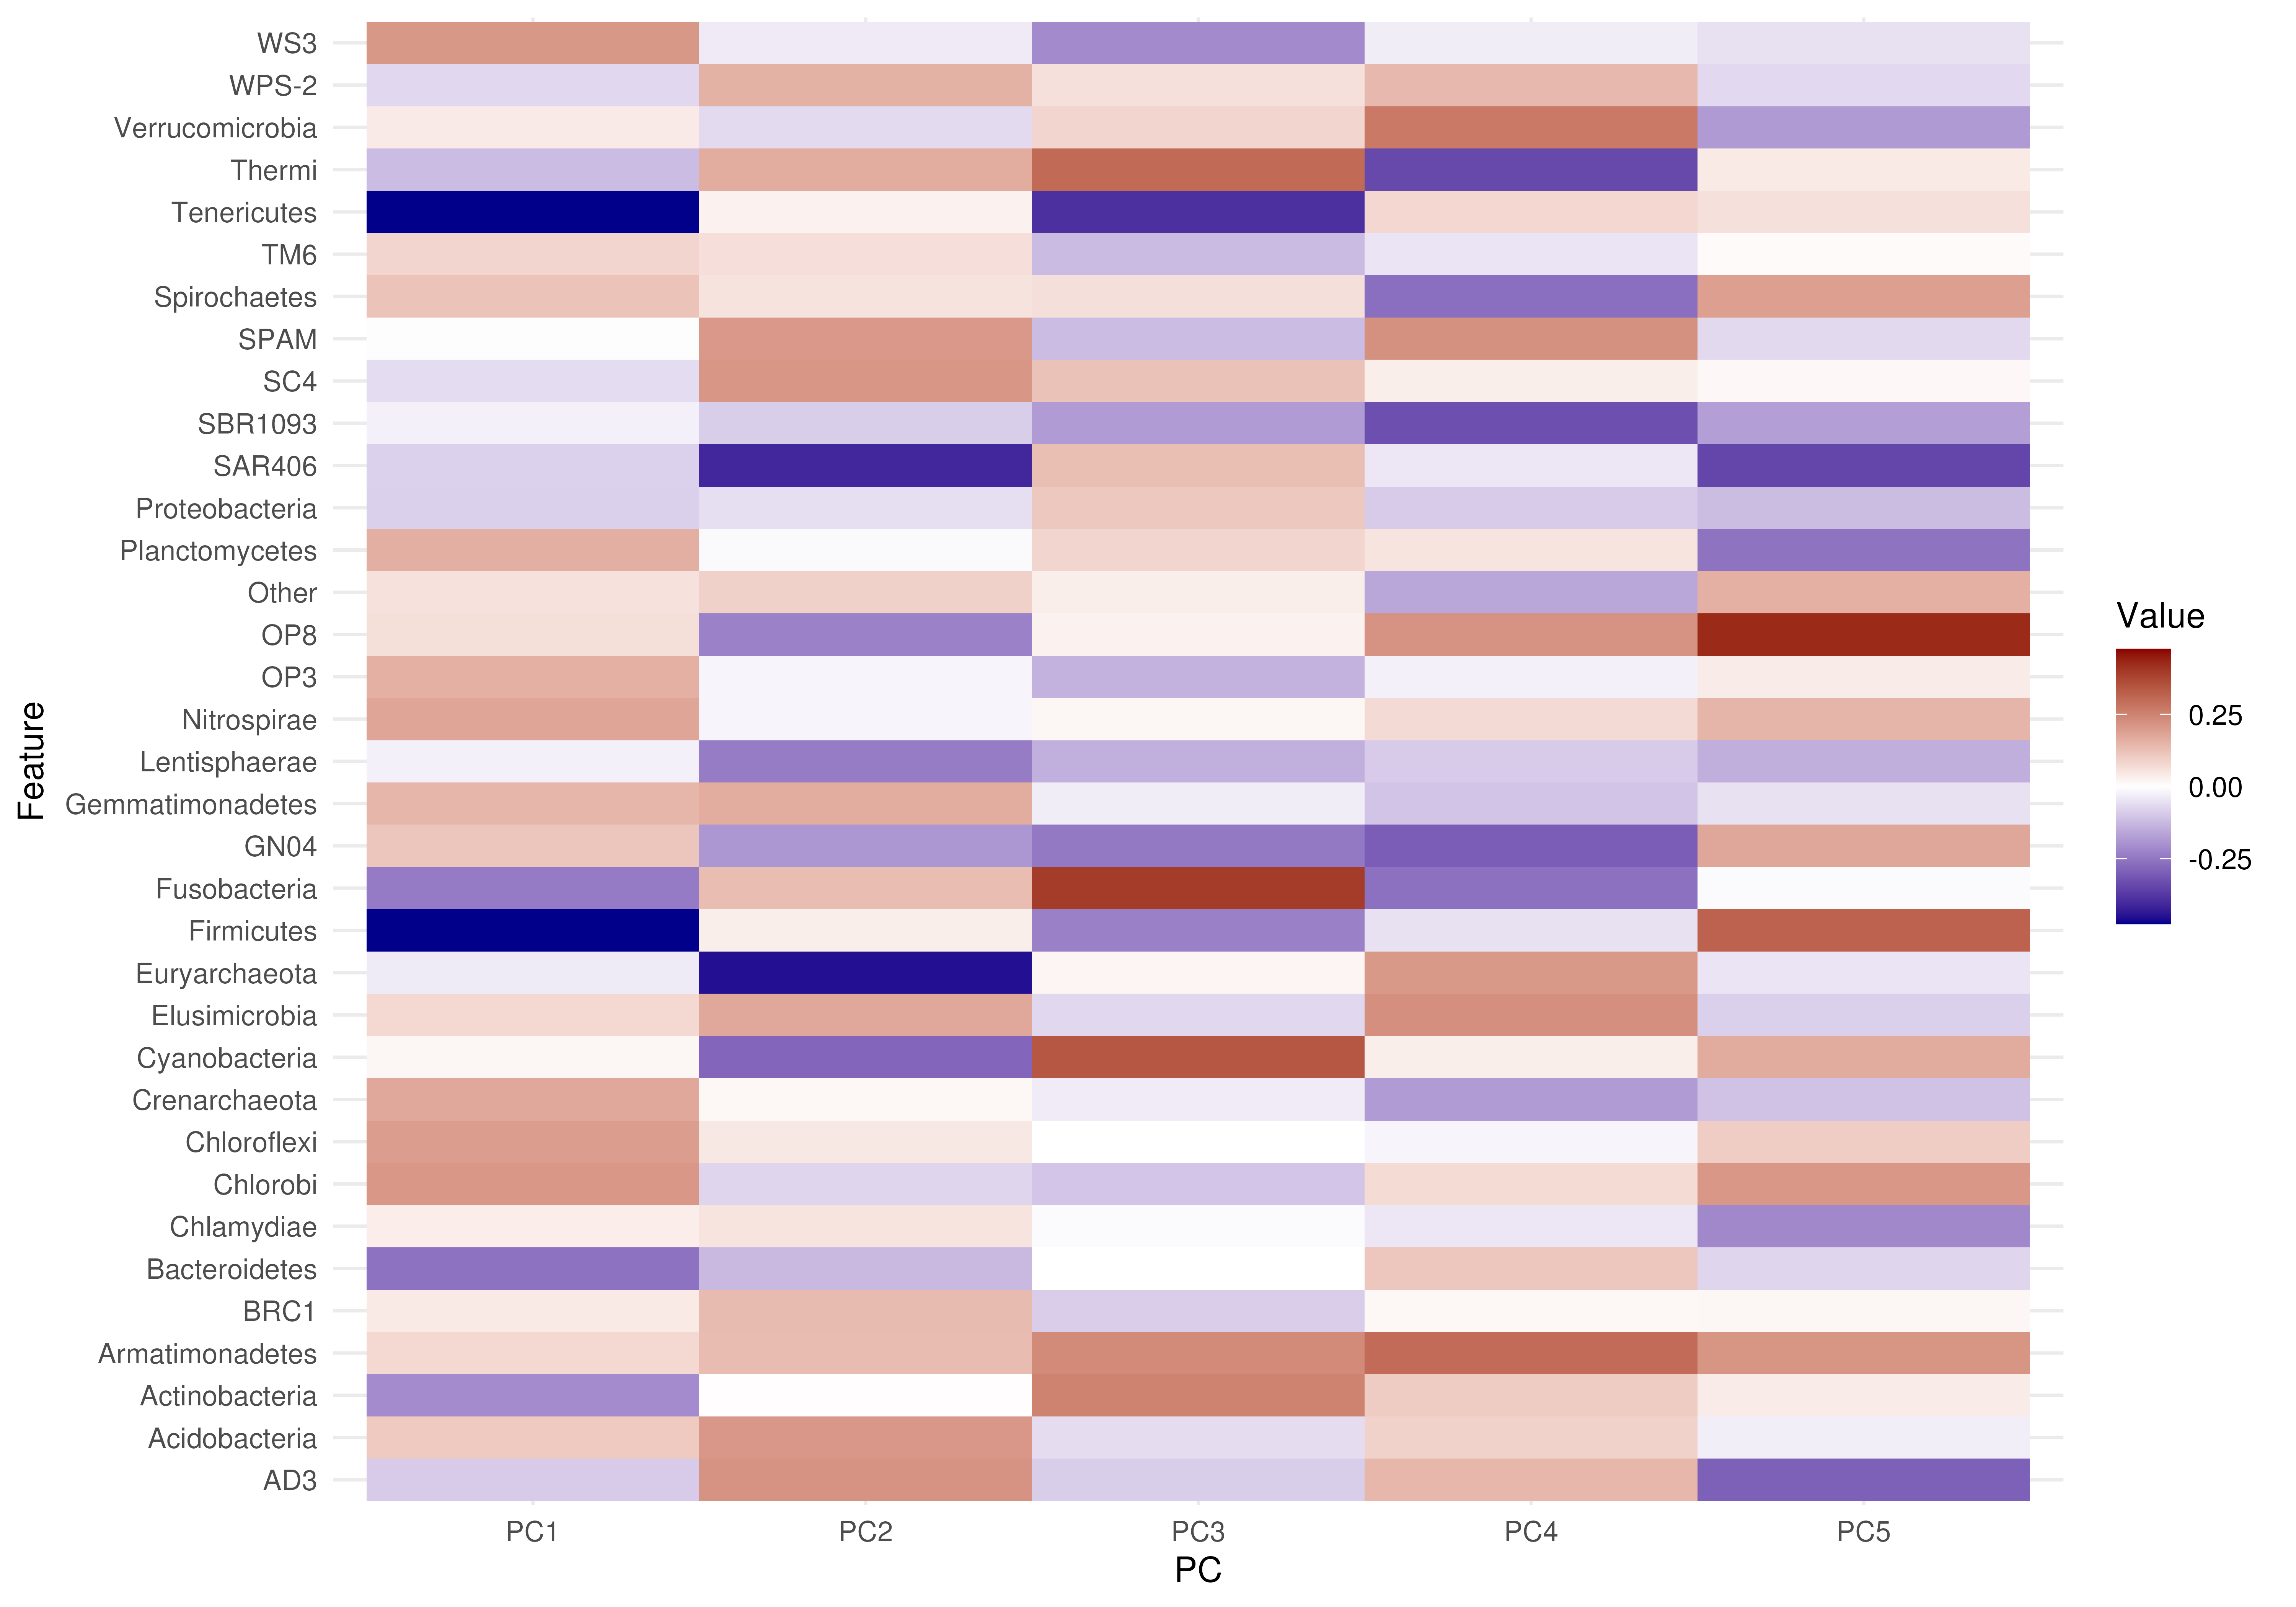 WS3
WPS-2
Verrucomicrobia
Thermi
Tenericutes
TM6
Spirochaetes
SPAM
SC4
SBR1093
SAR406
Proteobacteria
Planctomycetes
Other
OP8
OP3
Nitrospirae
Lentisphaerae
Gemmatimonadetes
GN04
Fusobacteria
Firmicutes
Euryarchaeota
Elusimicrobia
Cyanobacteria
Crenarchaeota
Chloroflexi
Chlorobi
Chlamydiae
Bacteroidetes
BRC1
Armatimonadetes
Actinobacteria
Acidobacteria
AD3
Feature
PC1 PC2 PC3 PC4 PC5
PC
Value
0.25
0.00
-0.25